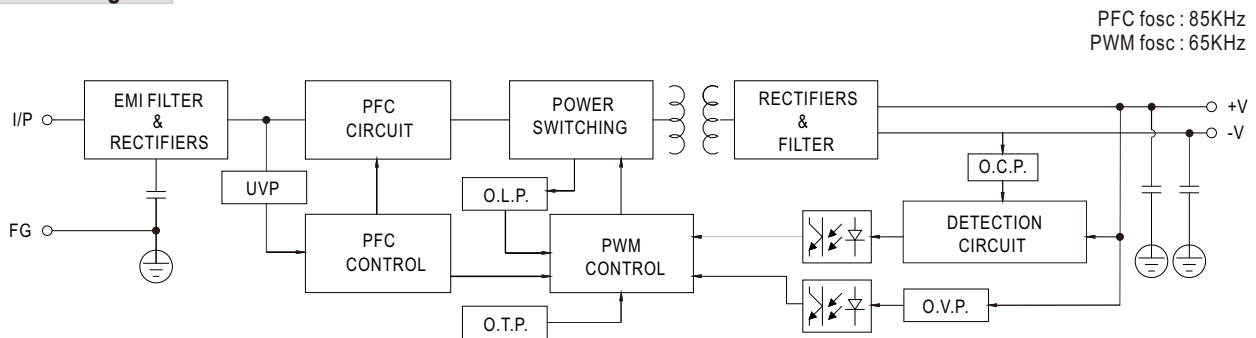 PFC fosc : 85KHz
PWM fosc : 65KHz
I/P
EMI FILTER
&
RECTIFIERS
PFC
CIRCUIT
POWER
SWITCHING
RECTIFIERS
&
FILTER
+V
-V
UVP
O.L.P.
O.C.P.
FG
PFC
CONTROL
PWM
CONTROL
DETECTION
CIRCUIT
O.T.P.
O.V.P.